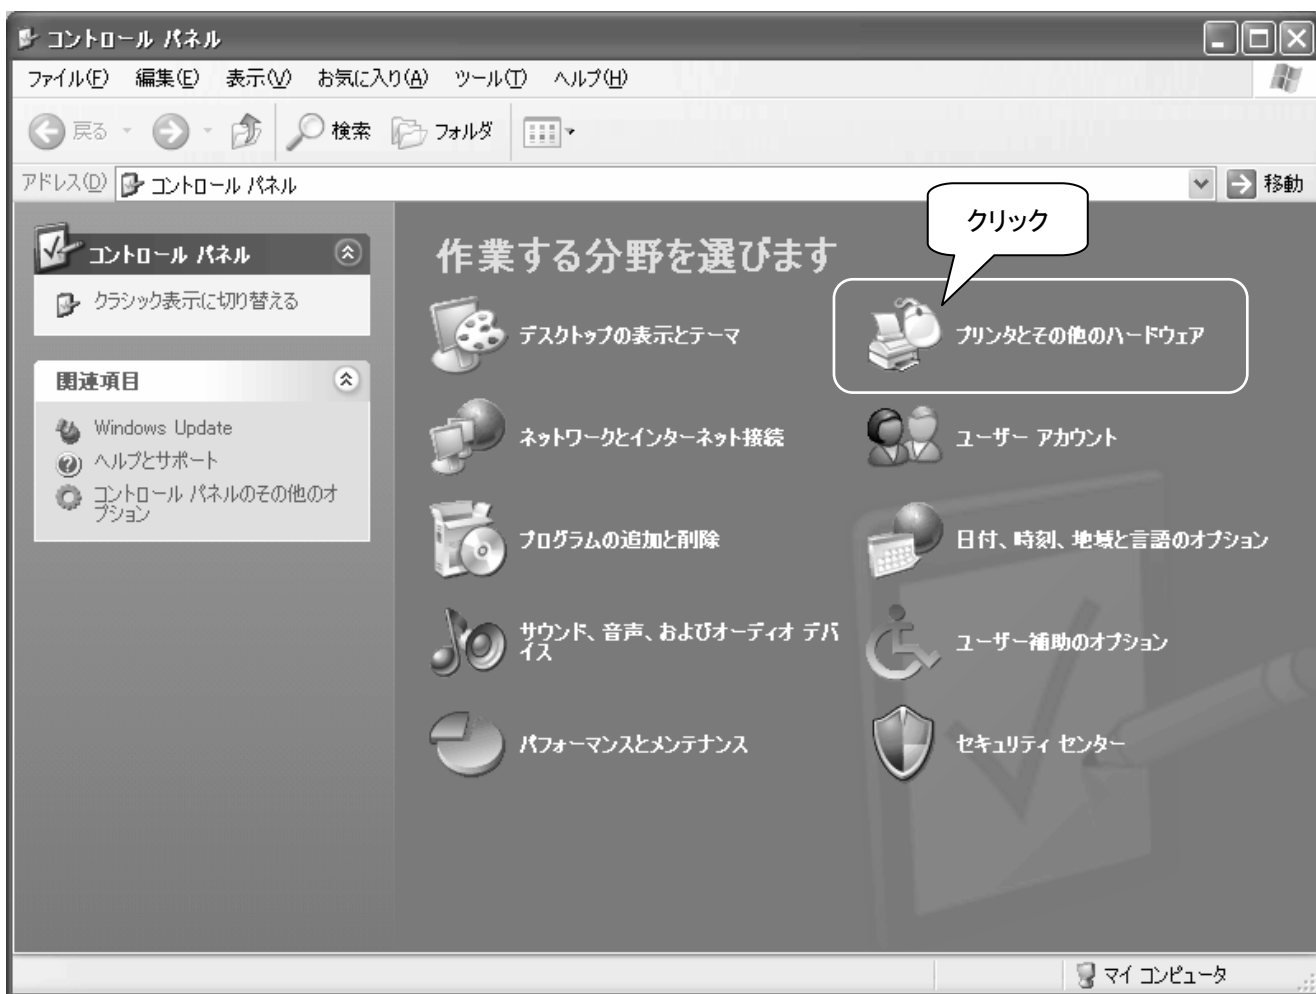 コントロール パネル
ファイル(F) 編集(E) 表示(V) お気に入り(A) ツール(T) ヘルプ(H)
戻る 検索 フォルダ
アドレス(D) コントロール パネル 移動
クリック
コントロール パネル
クラシック表示に切り替える
関連項目
Windows Update
ヘルプとサポート
コントロール パネルのその他のオ
プション
作業する分野を選びます
デスクトップの表示とテーマ
プリンタとその他のハードウェア
ネットワークとインターネット接続
ユーザー アカウント
プログラムの追加と削除
日付、時刻、地域と言語のオプション
サウンド、音声、およびオーディオ デバ
イス
ユーザー補助のオプション
パフォーマンスとメンテナンス
セキュリティ センター
マイ コンピュータ